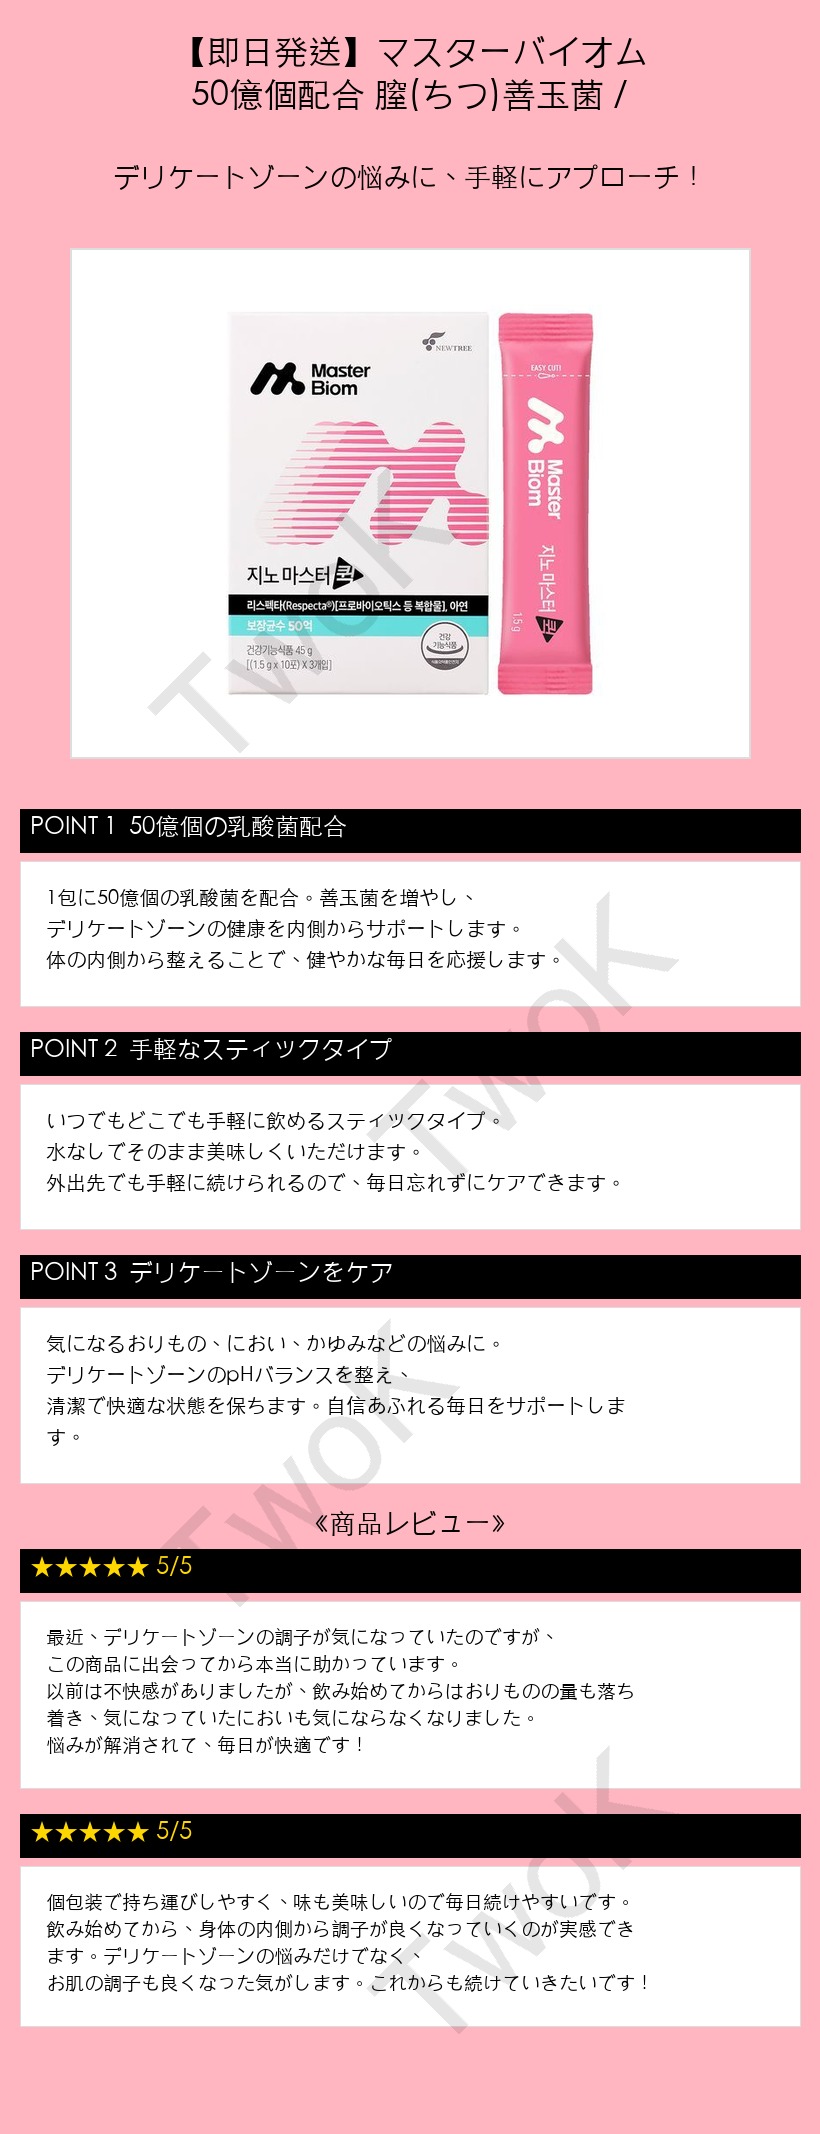 【即日発送】マスターバイオム
50億個配合 膣(ちつ)善玉菌 /
デリケートゾーンの悩みに、手軽にアプローチ！
NEWTREE
Master
Biom
지노 마스터 퀸
리스펙타(Respecta®)[프로바이오틱스 등 복합물], 아연
보장균수 50억
건강기능식품 45 g
[(1.5 g x 10포) X 3개입]
건강
기능식품
EASY CUT!
Master
Biom
지노 마스터 퀸
1.5 g
TwoK
POINT 1 50億個の乳酸菌配合
1包に50億個の乳酸菌を配合。善玉菌を増やし、
デリケートゾーンの健康を内側からサポートします。
体の内側から整えることで、健やかな毎日を応援します。
TwoK
POINT 2 手軽なスティックタイプ
いつでもどこでも手軽に飲めるスティックタイプ。
水なしでそのまま美味しくいただけます。
外出先でも手軽に続けられるので、毎日忘れずにケアできます。
POINT 3 デリケートゾーンをケア
気になるおりもの、におい、かゆみなどの悩みに。
デリケートゾーンのpHバランスを整え、
清潔で快適な状態を保ちます。自信あふれる毎日をサポートしま
す。
TwoK
《商品レビュー》
★★★★★ 5/5
最近、デリケートゾーンの調子が気になっていたのですが、
この商品に出会ってから本当に助かっています。
以前は不快感がありましたが、飲み始めてからはおりものの量も落ち
着き、気になっていたにおいも気にならなくなりました。
悩みが解消されて、毎日が快適です！
★★★★★ 5/5
個包装で持ち運びしやすく、味も美味しいので毎日続けやすいです。
飲み始めてから、身体の内側から調子が良くなっていくのが実感でき
ます。デリケートゾーンの悩みだけでなく、
お肌の調子も良くなった気がします。これからも続けていきたいです！
TwoK